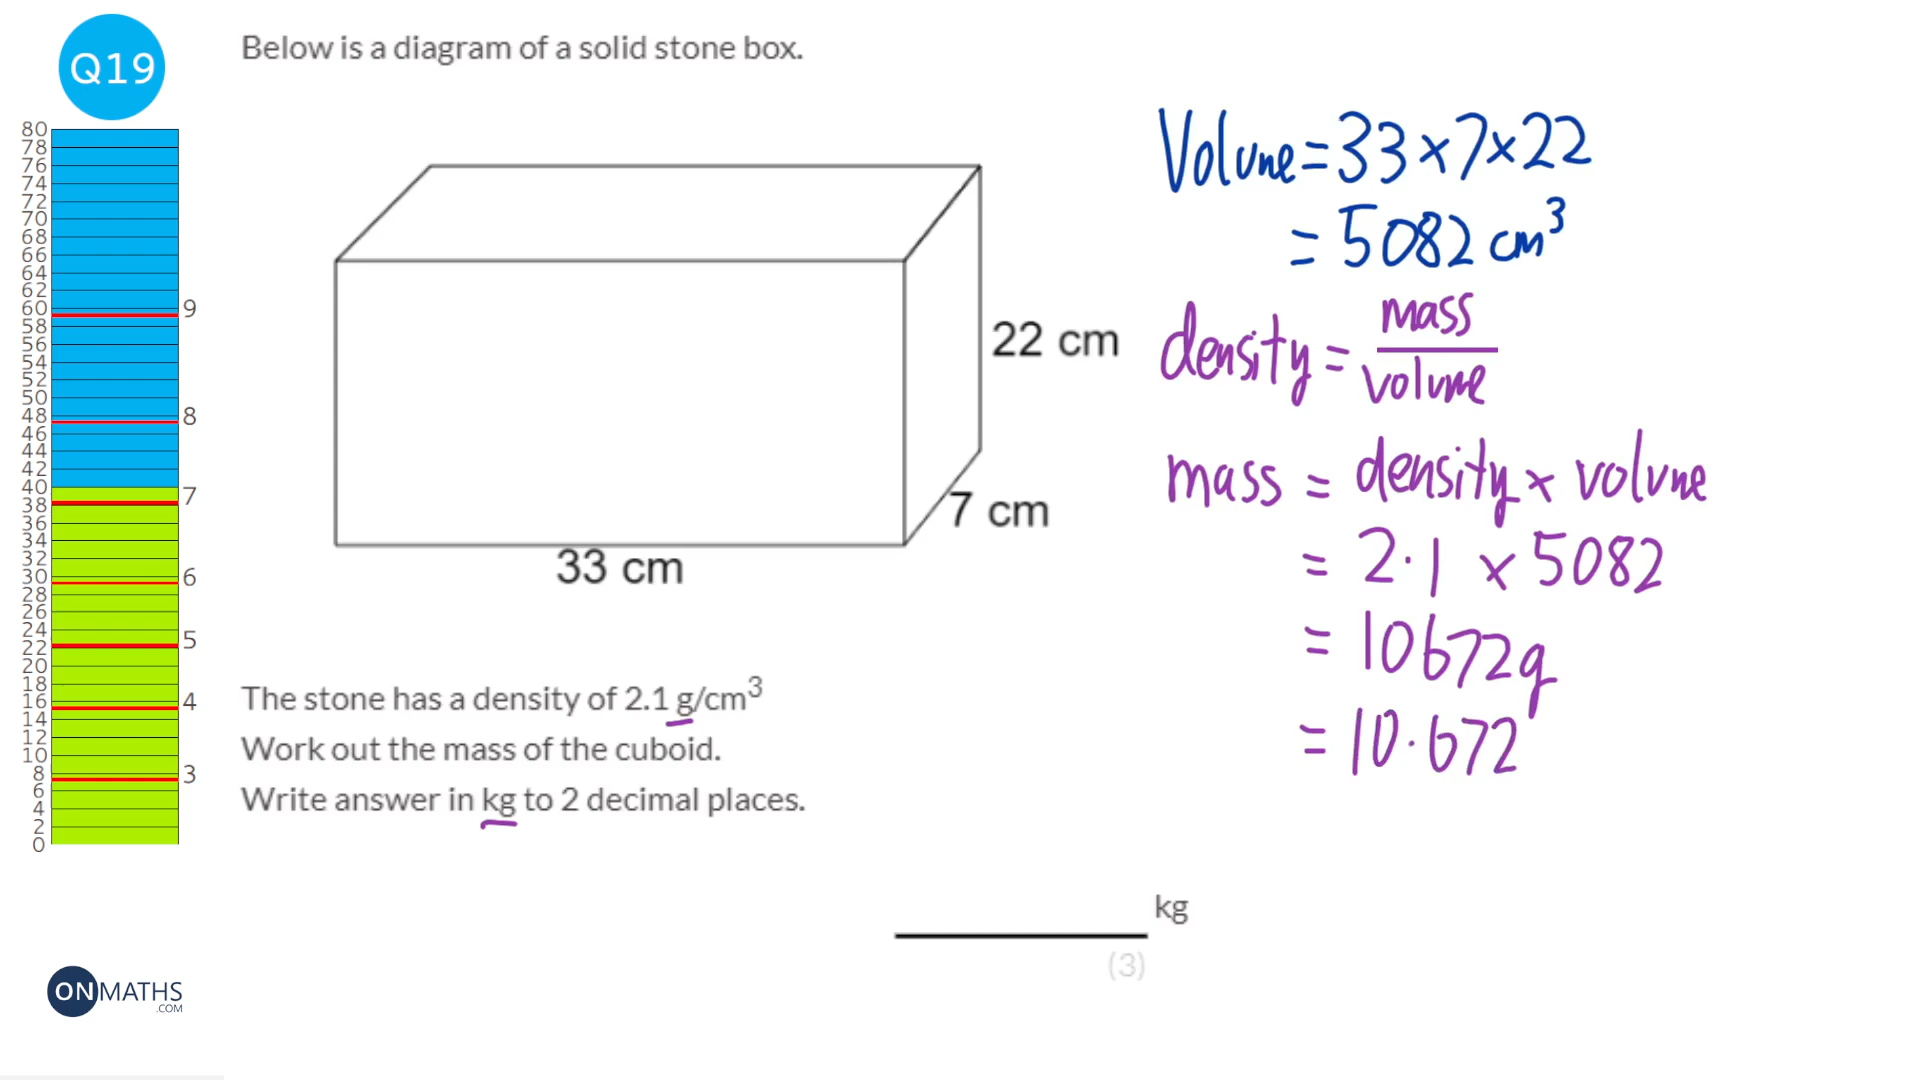 Q19
Below is a diagram of a solid stone box.
80
78
76
74
72
70
68
66
64
62
60
58
56
54
52
50
48
46
44
42
40
38
36
34
32
30
28
26
24
22
20
18
16
14
12
10
8
6
4
2
0
9
8
7
6
5
4
3
22 cm
7 cm
33 cm
The stone has a density of 2.1 g/cm³
Work out the mass of the cuboid.
Write answer in kg to 2 decimal places.
kg
(3)
Volume = 33 × 7 × 22
= 5082 cm³
density = mass
volume
mass = density × volume
= 2.1 × 5082
= 10672g
= 10.672
ONMATHS
.COM